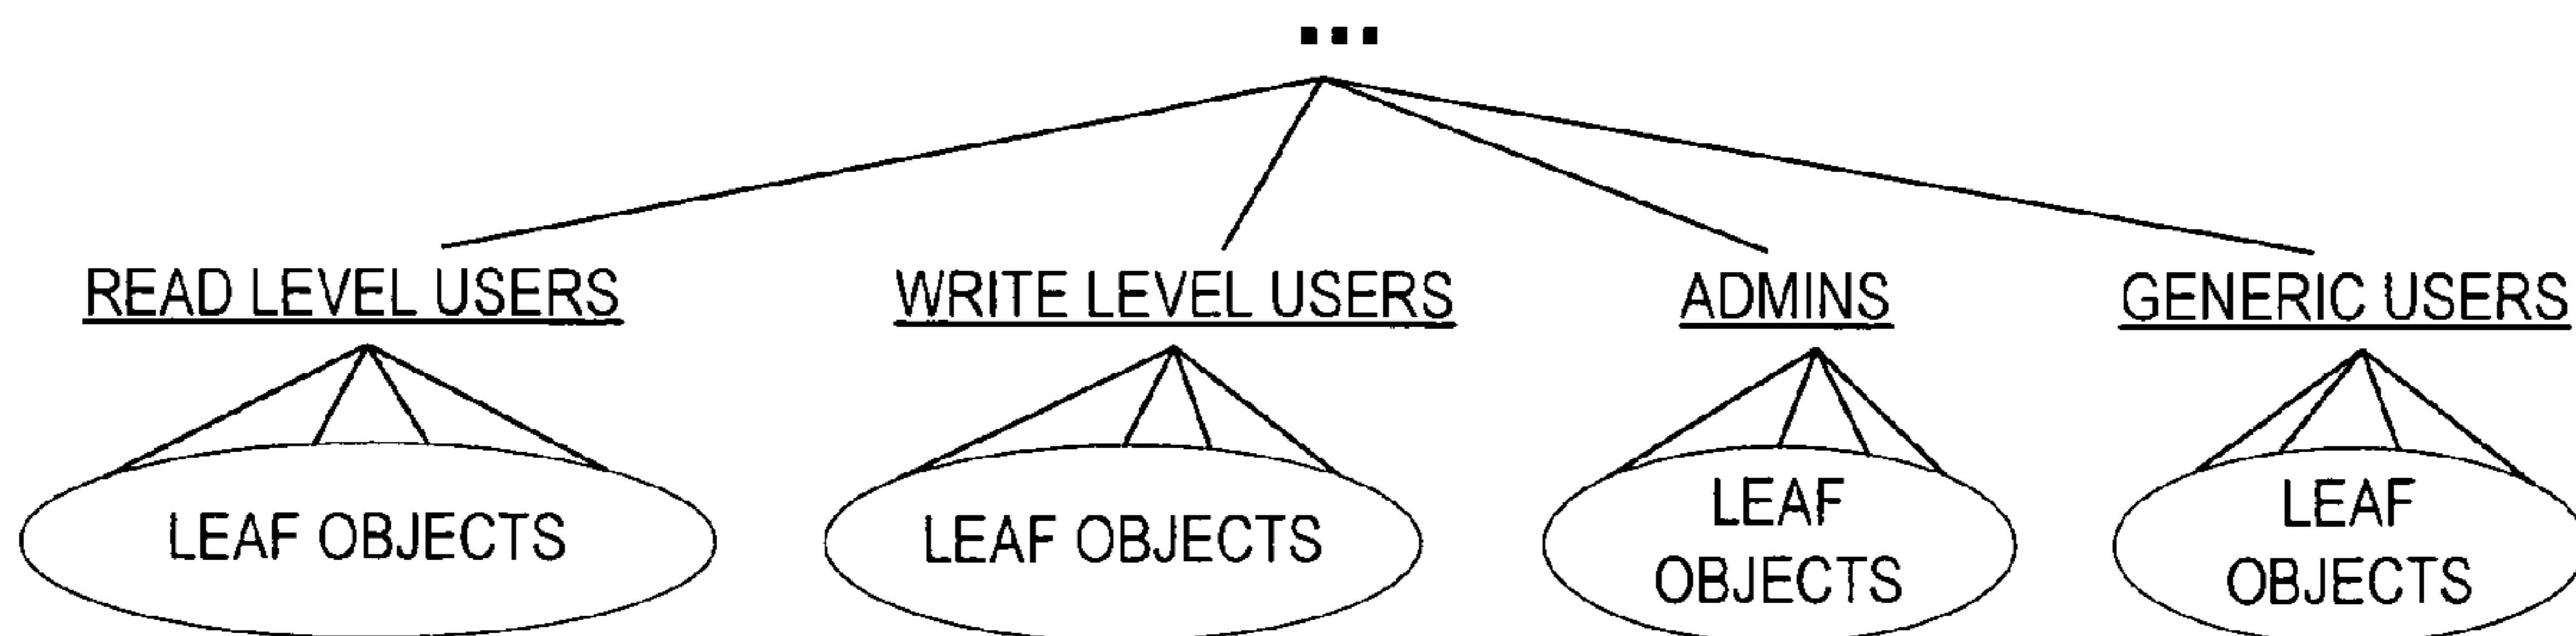 ...
READ LEVEL USERS WRITE LEVEL USERS ADMINS GENERIC USERS
LEAF OBJECTS LEAF OBJECTS LEAF OBJECTS LEAF OBJECTS